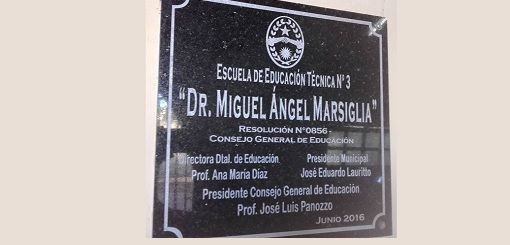 ESCUELA DE EDUCACIÓN TÉCNICA Nº 3
"DR. MIGUEL ÁNGEL MARSIGLIA"
RESOLUCIÓN Nº0856 -
CONSEJO GENERAL DE EDUCACIÓN
Directora Dtal. de Educación
Prof. Ana María Díaz
Presidente Municipal
José Eduardo Lauritto
Presidente Consejo General de Educación
Prof. José Luis Panozzo
JUNIO 2016